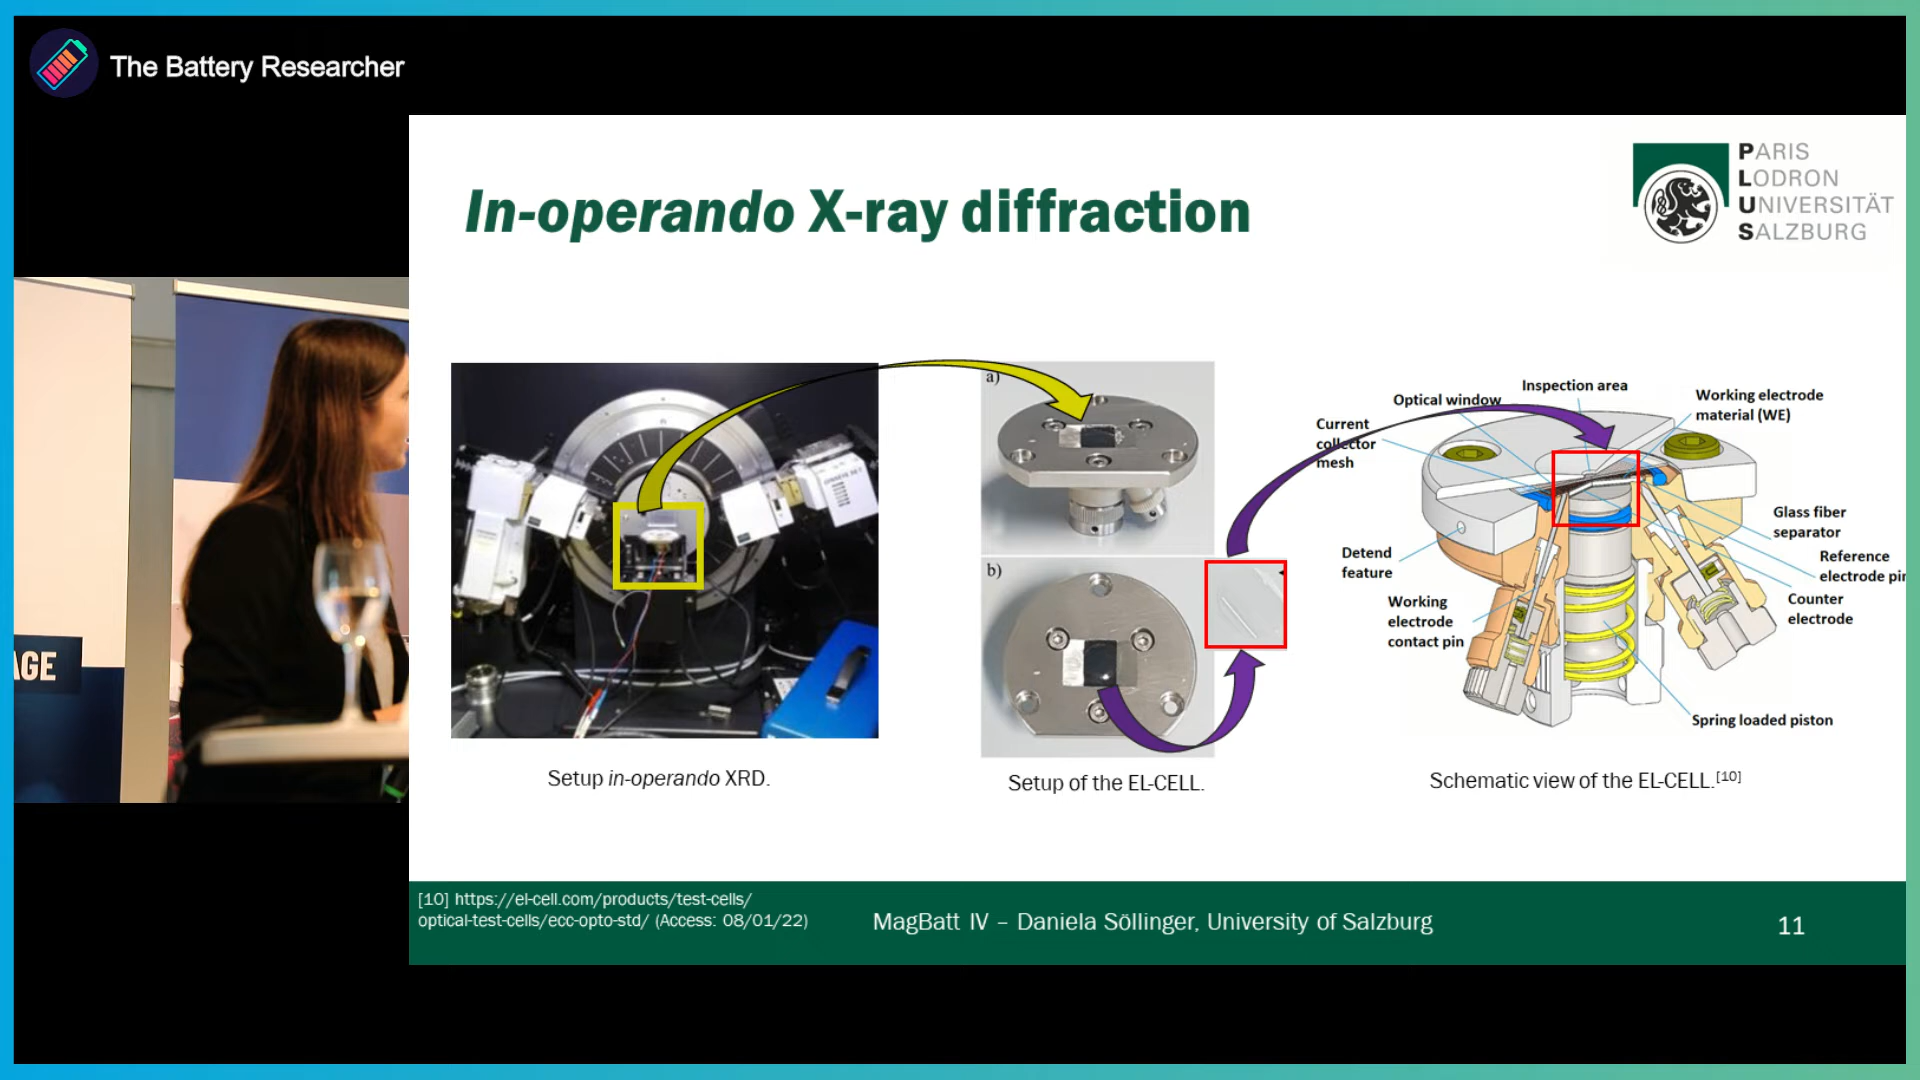 The Battery Researcher
PARIS
LODRON
UNIVERSITÄT
SALZBURG
In-operando X-ray diffraction
AGE
a)
b)
Inspection area
Optical window
Working electrode
material (WE)
Current
collector
mesh
Glass fiber
separator
Detend
feature
Reference
electrode pin
Working
electrode
contact pin
Counter
electrode
Spring loaded piston
Setup in-operando XRD.
Setup of the EL-CELL.
Schematic view of the EL-CELL.[10]
[10] https://el-cell.com/products/test-cells/
optical-test-cells/ecc-opto-std/ (Access: 08/01/22)
MagBatt IV – Daniela Söllinger, University of Salzburg
11